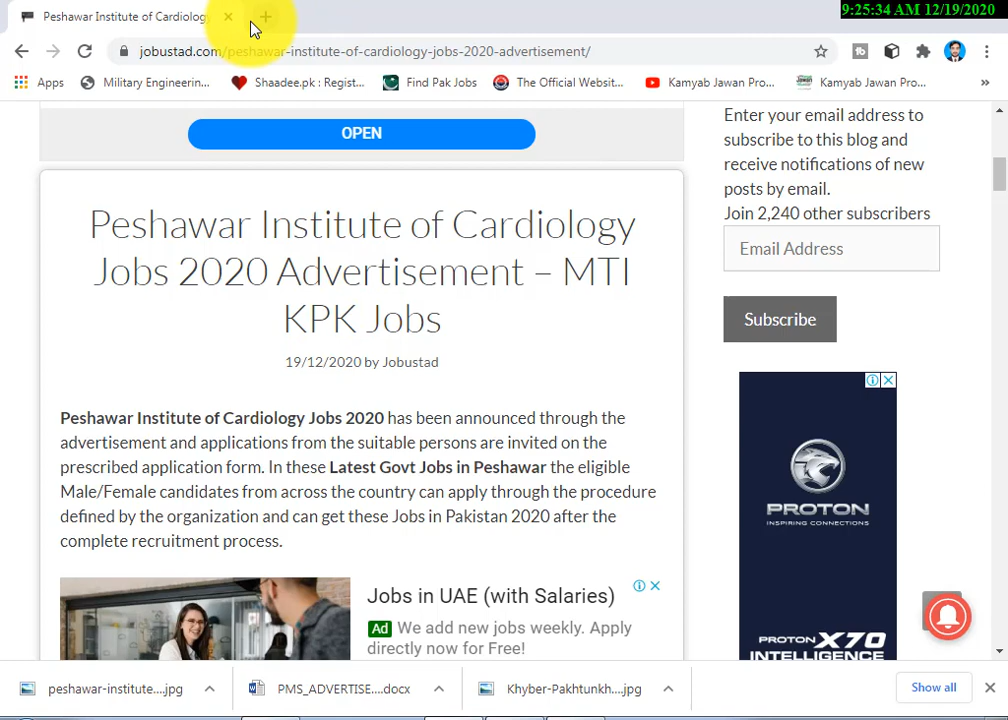 Peshawar Institute of Cardiology
9:25:34 AM 12/19/2020
jobustad.com/peshawar-institute-of-cardiology-jobs-2020-advertisement/
Apps
Military Engineerin...
Shaadee.pk : Regist...
Find Pak Jobs
The Official Websit...
Kamyab Jawan Pro...
Kamyab Jawan Pro...
»
OPEN
Peshawar Institute of Cardiology
Jobs 2020 Advertisement – MTI
KPK Jobs
19/12/2020 by Jobustad
Peshawar Institute of Cardiology Jobs 2020 has been announced through the
advertisement and applications from the suitable persons are invited on the
prescribed application form. In these Latest Govt Jobs in Peshawar the eligible
Male/Female candidates from across the country can apply through the procedure
defined by the organization and can get these Jobs in Pakistan 2020 after the
complete recruitment process.
Jobs in UAE (with Salaries)
Ad We add new jobs weekly. Apply
directly now for Free!
Enter your email address to
subscribe to this blog and
receive notifications of new
posts by email.
Join 2,240 other subscribers
Email Address
Subscribe
PROTON
INSPIRING CONNECTIONS
PROTON X70
INTELLIGENCE
peshawar-institute....jpg
PMS_ADVERTISE....docx
Khyber-Pakhtunkh....jpg
Show all